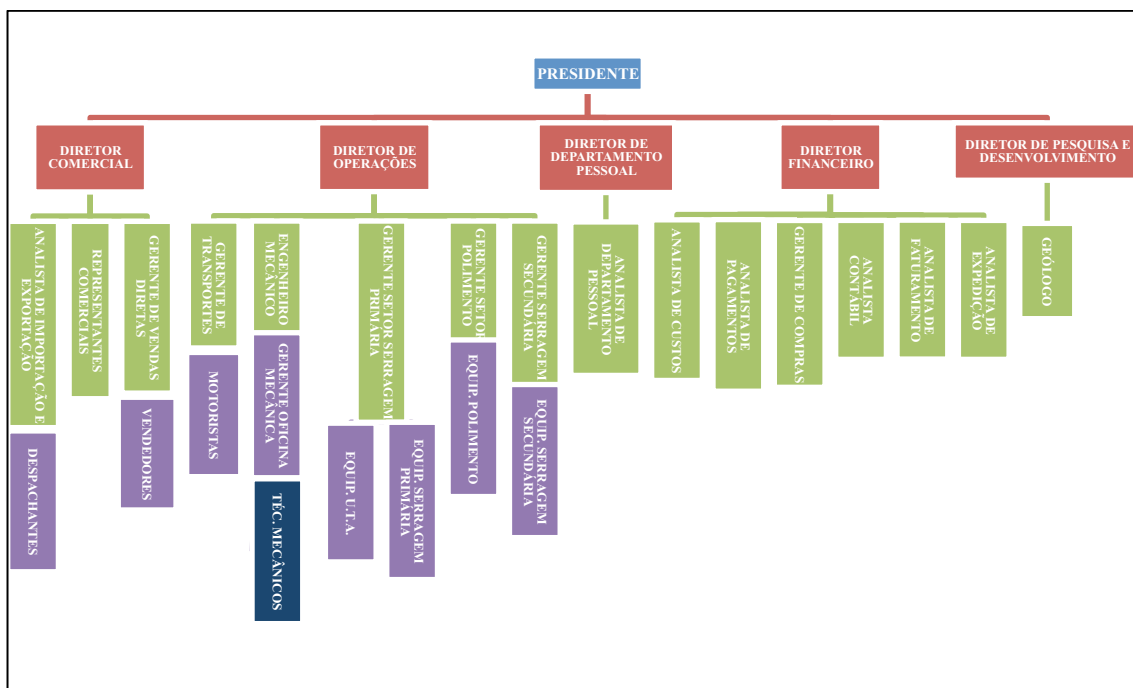 PRESIDENTE
DIRETOR
COMERCIAL
DIRETOR DE
OPERAÇÕES
DIRETOR DE
DEPARTAMENTO
PESSOAL
DIRETOR
FINANCEIRO
DIRETOR DE PESQUISA E
DESENVOLVIMENTO
ANALISTA DE IMPORTAÇÃO E
EXPORTAÇÃO
REPRESENTANTES
COMERCIAIS
GERENTE DE VENDAS
DIRETAS
GERENTE DE
TRANSPORTES
ENGENHEIRO
MECÂNICO
GERENTE SETOR SERRAGEM
PRIMÁRIA
GERENTE SETOR
POLIMENTO
GERENTE SERRAGEM
SECUNDÁRIA
ANALISTA DE
DEPARTAMENTO
PESSOAL
ANALISTA DE CUSTOS
ANALISTA DE
PAGAMENTOS
GERENTE DE COMPRAS
ANALISTA
CONTÁBIL
ANALISTA DE
FATURAMENTO
ANALISTA DE
EXPEDIÇÃO
GEÓLOGO
DESPACHANTES
VENDEDORES
MOTORISTAS
GERENTE OFICINA
MECÂNICA
EQUIP. U.T.A.
EQUIP. SERRAGEM
PRIMÁRIA
EQUIP. POLIMENTO
EQUIP. SERRAGEM
SECUNDÁRIA
TÉC. MECÂNICOS